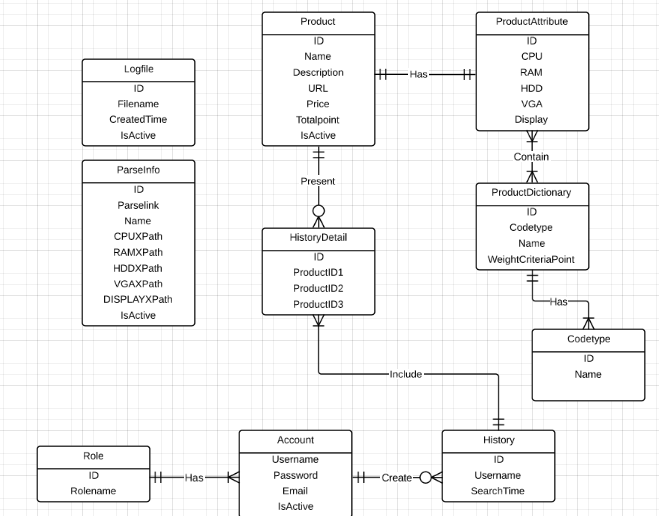 Product
ID
Name
Description
URL
Price
Totalpoint
IsActive
Has
ProductAttribute
ID
CPU
RAM
HDD
VGA
Display
Logfile
ID
Filename
CreatedTime
IsActive
ParseInfo
ID
Parselink
Name
CPUXPath
RAMXPath
HDDXPath
VGAXPath
DISPLAYXPath
IsActive
Present
Contain
HistoryDetail
ID
ProductID1
ProductID2
ProductID3
ProductDictionary
ID
Codetype
Name
WeightCriteriaPoint
Has
Codetype
ID
Name
Include
Role
ID
Rolename
Has
Account
Username
Password
Email
IsActive
Create
History
ID
Username
SearchTime